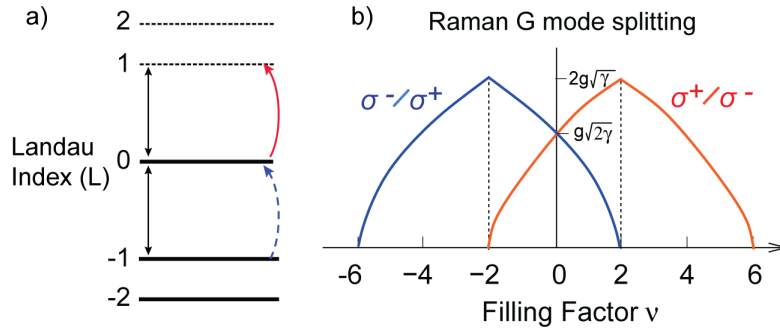 a)
2
1
Landau
Index (L)
0
-1
-2
b)
Raman G mode splitting
σ⁻/σ⁺
2g√γ
σ⁺/σ⁻
g√2γ
-6 -4 −2 0 2 4 6
Filling Factor ν